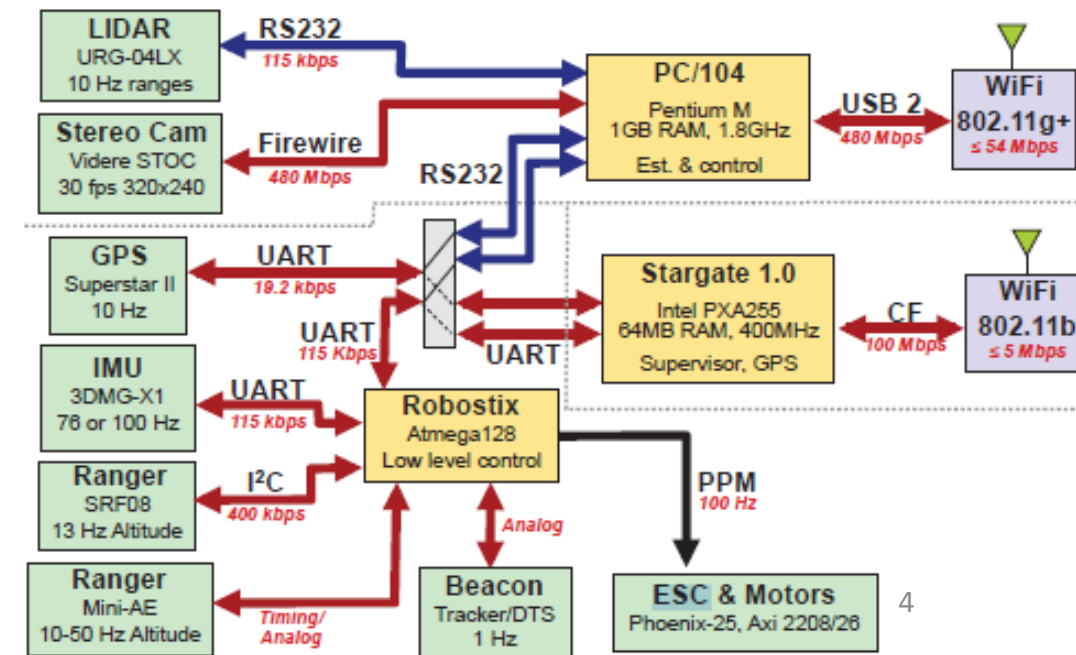 LIDAR
URG-04LX
10 Hz ranges
RS232
115 kbps
Stereo Cam
Videre STOC
30 fps 320x240
Firewire
480 Mbps
PC/104
Pentium M
1GB RAM, 1.8GHz
Est. & control
USB 2
480 Mbps
WiFi
802.11g+
≤ 54 Mbps
RS232
GPS
Superstar II
10 Hz
UART
19.2 kbps
UART
115 Kbps
UART
Stargate 1.0
Intel PXA255
64MB RAM, 400MHz
Supervisor, GPS
CF
100 Mbps
WiFi
802.11b
≤ 5 Mbps
IMU
3DMG-X1
76 or 100 Hz
UART
115 kbps
Robostix
Atmega128
Low level control
PPM
100 Hz
Ranger
SRF08
13 Hz Altitude
I²C
400 kbps
Analog
Ranger
Mini-AE
10-50 Hz Altitude
Timing/
Analog
Beacon
Tracker/DTS
1 Hz
ESC & Motors
Phoenix-25, Axi 2208/26
4